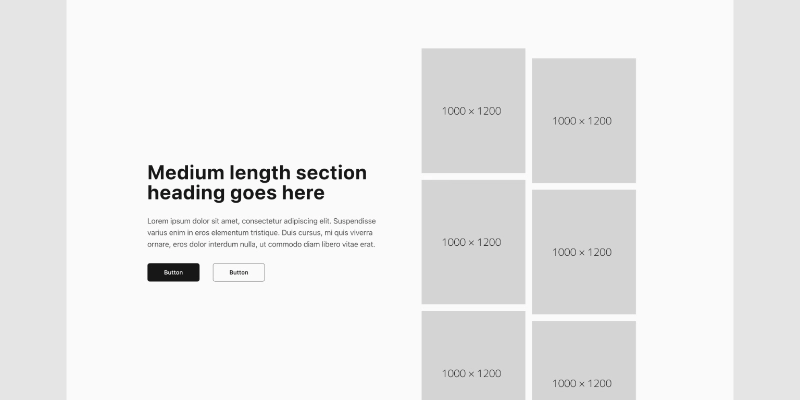 Medium length section
heading goes here
Lorem ipsum dolor sit amet, consectetur adipiscing elit. Suspendisse
varius enim in eros elementum tristique. Duis cursus, mi quis viverra
ornare, eros dolor interdum nulla, ut commodo diam libero vitae erat.
Button
Button
1000 × 1200
1000 × 1200
1000 × 1200
1000 × 1200
1000 × 1200
1000 × 1200